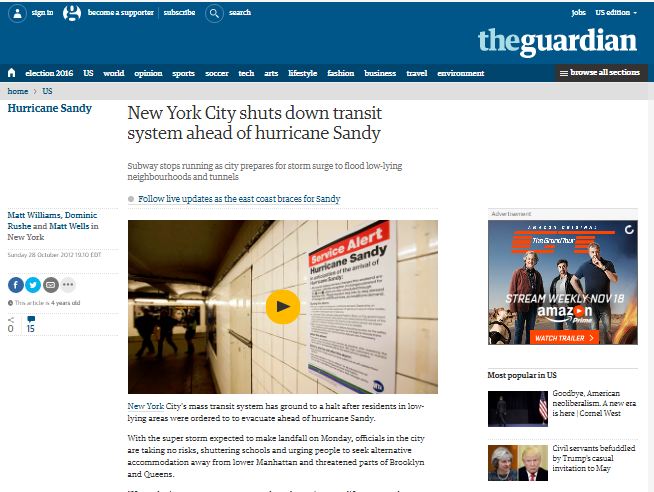 sign in
become a supporter
subscribe
search
jobs
US edition
theguardian
election 2016 US world opinion sports soccer tech arts lifestyle fashion business travel environment
browse all sections
home US
Hurricane Sandy
New York City shuts down transit
system ahead of hurricane Sandy
Subway stops running as city prepares for storm surge to flood low-lying
neighbourhoods and tunnels
Follow live updates as the east coast braces for Sandy
Matt Williams, Dominic
Rushe and Matt Wells in
New York
Sunday 28 October 2012 19.10 EDT
This article is 4 years old
0 15
Service Alert
Hurricane Sandy
In anticipation of the arrival of
Hurricane Sandy:
New York City's mass transit system has ground to a halt after residents in low-
lying areas were ordered to to evacuate ahead of hurricane Sandy.
With the super storm expected to make landfall on Monday, officials in the city
are taking no risks, shuttering schools and urging people to seek alternative
accommodation away from lower Manhattan and threatened parts of Brooklyn
and Queens.
Advertisement
AMAZON ORIGINAL
The Grand Tour
STREAM WEEKLY NOV 18
amazon
Prime
WATCH TRAILER
Most popular in US
Goodbye, American
neoliberalism. A new era
is here | Cornel West
Civil servants befuddled
by Trump's casual
invitation to May